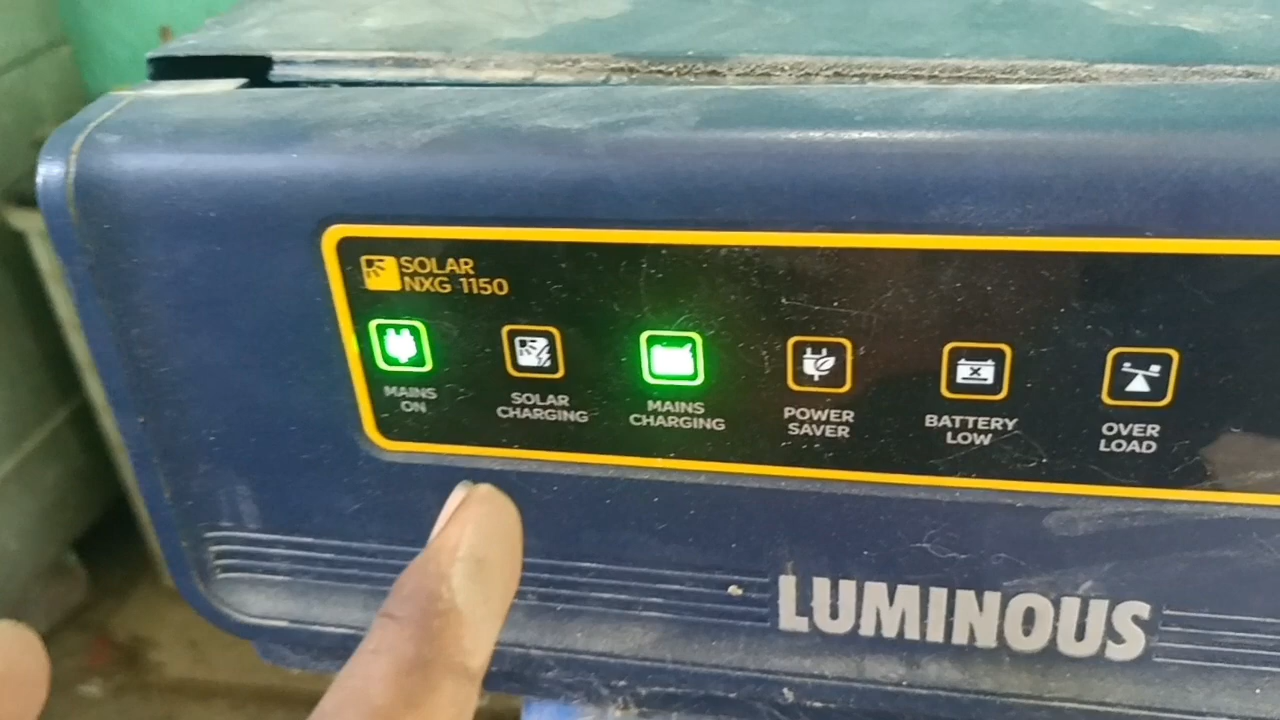 SOLAR
NXG 1150
MAINS
ON
SOLAR
CHARGING
MAINS
CHARGING
POWER
SAVER
BATTERY
LOW
OVER
LOAD
LUMINOUS